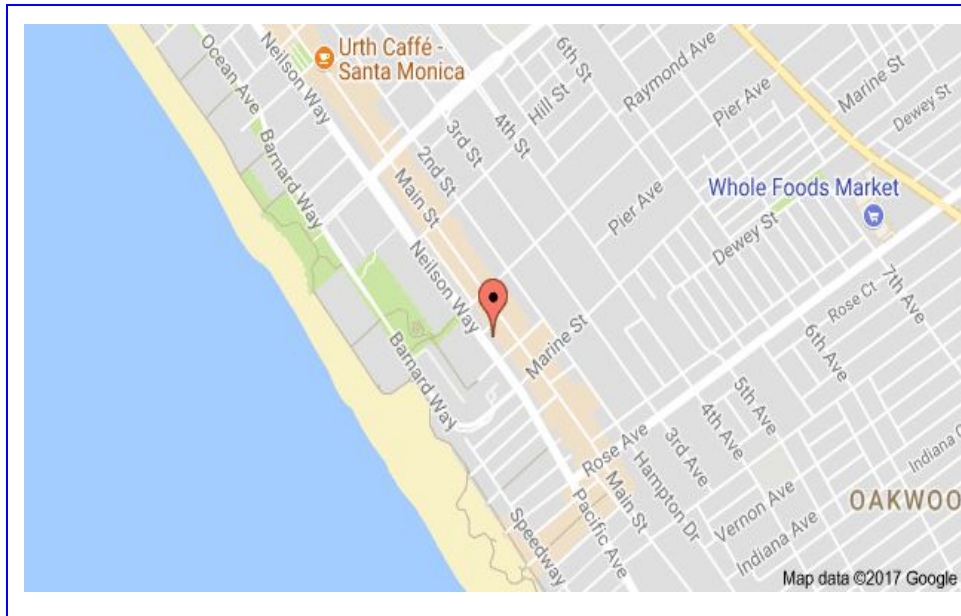 Urth Caffé -
Santa Monica
Ocean Ave
Neilson Way
6th St
Raymond Ave
Hill St
4th St
3rd St
2nd St
Pier Ave
Marine St
Dewey St
Barnard Way
Main St
Whole Foods Market
Pier Ave
Dewey St
Neilson Way
7th Ave
Rose Ct
Marine St
Barnard Way
6th Ave
5th Ave
4th Ave
3rd Ave
Rose Ave
Hampton Dr
Main St
Pacific Ave
Speedway
Vernon Ave
Indiana Ave
Indiana
OAKWOO
Map data ©2017 Google